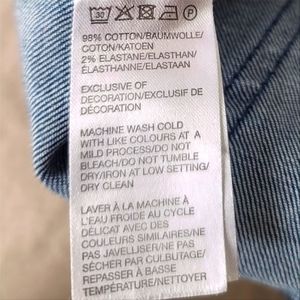 30 P
98% COTTON/BAUMWOLLE/
COTON/KATOEN
2% ELASTANE/ELASTHAN/
ÉLASTHANNE/ELASTAAN
EXCLUSIVE OF
DECORATION/EXCLUSIF DE
DÉCORATION
MACHINE WASH COLD
WITH LIKE COLOURS AT A
MILD PROCESS/DO NOT
BLEACH/DO NOT TUMBLE
DRY/IRON AT LOW SETTING/
DRY CLEAN
LAVER À LA MACHINE À
L'EAU FROIDE AU CYCLE
DÉLICAT AVEC DES
COULEURS SIMILAIRES/NE
PAS JAVELLISER/NE PAS
SÉCHER PAR CULBUTAGE/
REPASSER À BASSE
TEMPÉRATURE/NETTOYER